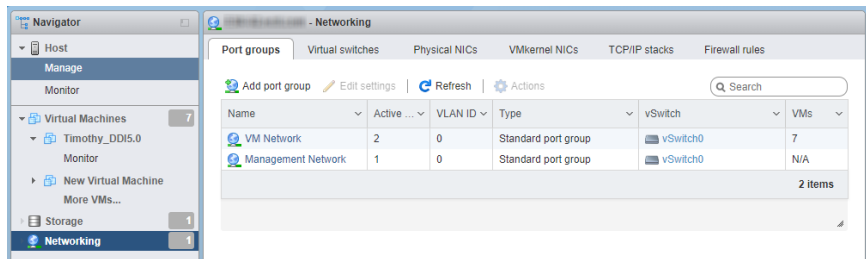 Navigator
Host
Manage
Monitor
Virtual Machines 7
Timothy_DDI5.0
Monitor
New Virtual Machine
More VMs...
Storage 1
Networking 1
- Networking
Port groups Virtual switches Physical NICs VMkernel NICs TCP/IP stacks Firewall rules
Add port group Edit settings Refresh Actions Search
Name Active ... VLAN ID Type vSwitch VMs
VM Network 2 0 Standard port group vSwitch0 7
Management Network 1 0 Standard port group vSwitch0 N/A
2 items